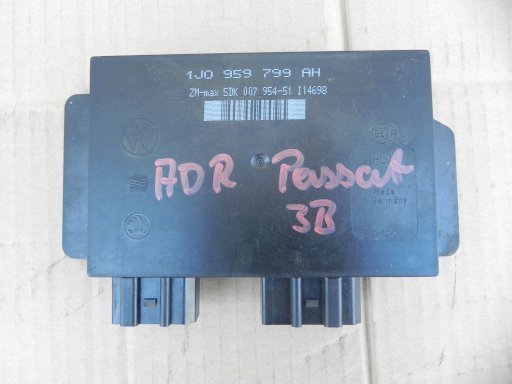 1J0 959 799 AH
ZM-max 5DK 007 954-51 I14698
HELLA
ADR Passat
Made
in Germany
3B